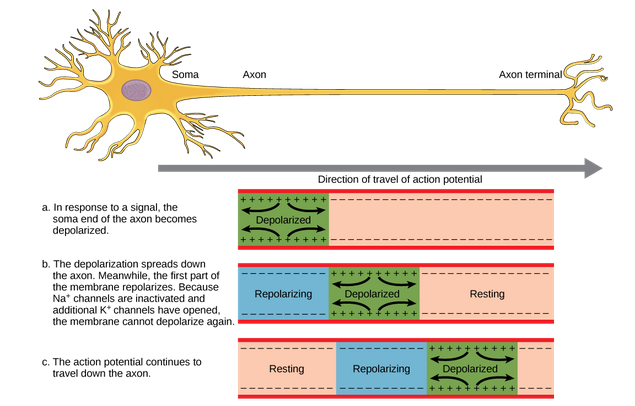 Soma
Axon
Axon terminal
Direction of travel of action potential
a. In response to a signal, the
soma end of the axon becomes
depolarized.
Depolarized
b. The depolarization spreads down
the axon. Meanwhile, the first part of
the membrane repolarizes. Because
Na⁺ channels are inactivated and
additional K⁺ channels have opened,
the membrane cannot depolarize again.
Repolarizing
Depolarized
Resting
c. The action potential continues to
travel down the axon.
Resting
Repolarizing
Depolarized